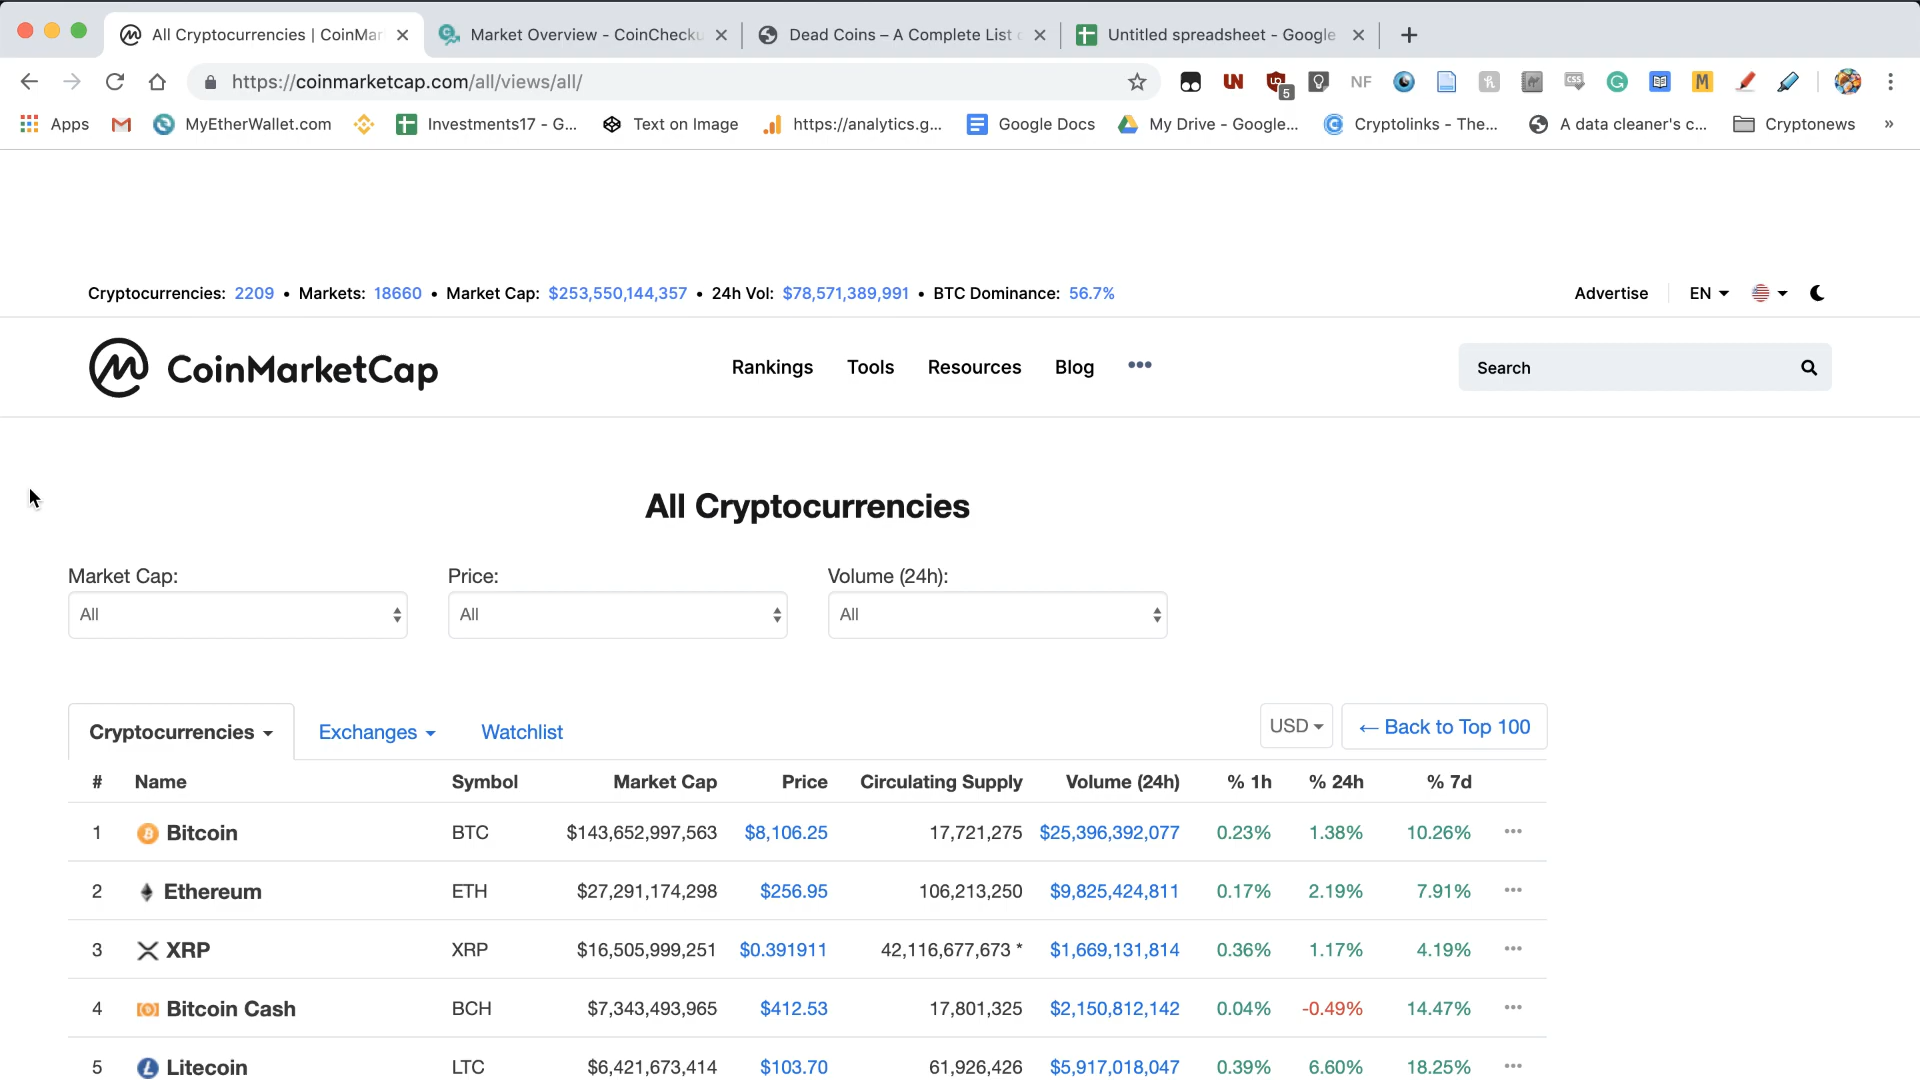 All Cryptocurrencies | CoinMar
Market Overview - CoinChecku
Dead Coins – A Complete List o
Untitled spreadsheet - Google
https://coinmarketcap.com/all/views/all/
UN
5
NF
CSS
M
Apps
MyEtherWallet.com
Investments17 - G...
Text on Image
https://analytics.g...
Google Docs
My Drive - Google...
Cryptolinks - The...
A data cleaner's c...
Cryptonews
»
Cryptocurrencies: 2209 • Markets: 18660 • Market Cap: $253,550,144,357 • 24h Vol: $78,571,389,991 • BTC Dominance: 56.7%
Advertise
EN
CoinMarketCap
Rankings
Tools
Resources
Blog
•••
Search
All Cryptocurrencies
Market Cap:
Price:
Volume (24h):
All
All
All
Cryptocurrencies
Exchanges
Watchlist
USD
← Back to Top 100
# Name Symbol Market Cap Price Circulating Supply Volume (24h) % 1h % 24h % 7d
1 Bitcoin BTC $143,652,997,563 $8,106.25 17,721,275 $25,396,392,077 0.23% 1.38% 10.26% •••
2 Ethereum ETH $27,291,174,298 $256.95 106,213,250 $9,825,424,811 0.17% 2.19% 7.91% •••
3 XRP XRP $16,505,999,251 $0.391911 42,116,677,673 * $1,669,131,814 0.36% 1.17% 4.19% •••
4 Bitcoin Cash BCH $7,343,493,965 $412.53 17,801,325 $2,150,812,142 0.04% -0.49% 14.47% •••
5 Litecoin LTC $6,421,673,414 $103.70 61,926,426 $5,917,018,047 0.39% 6.60% 18.25% •••